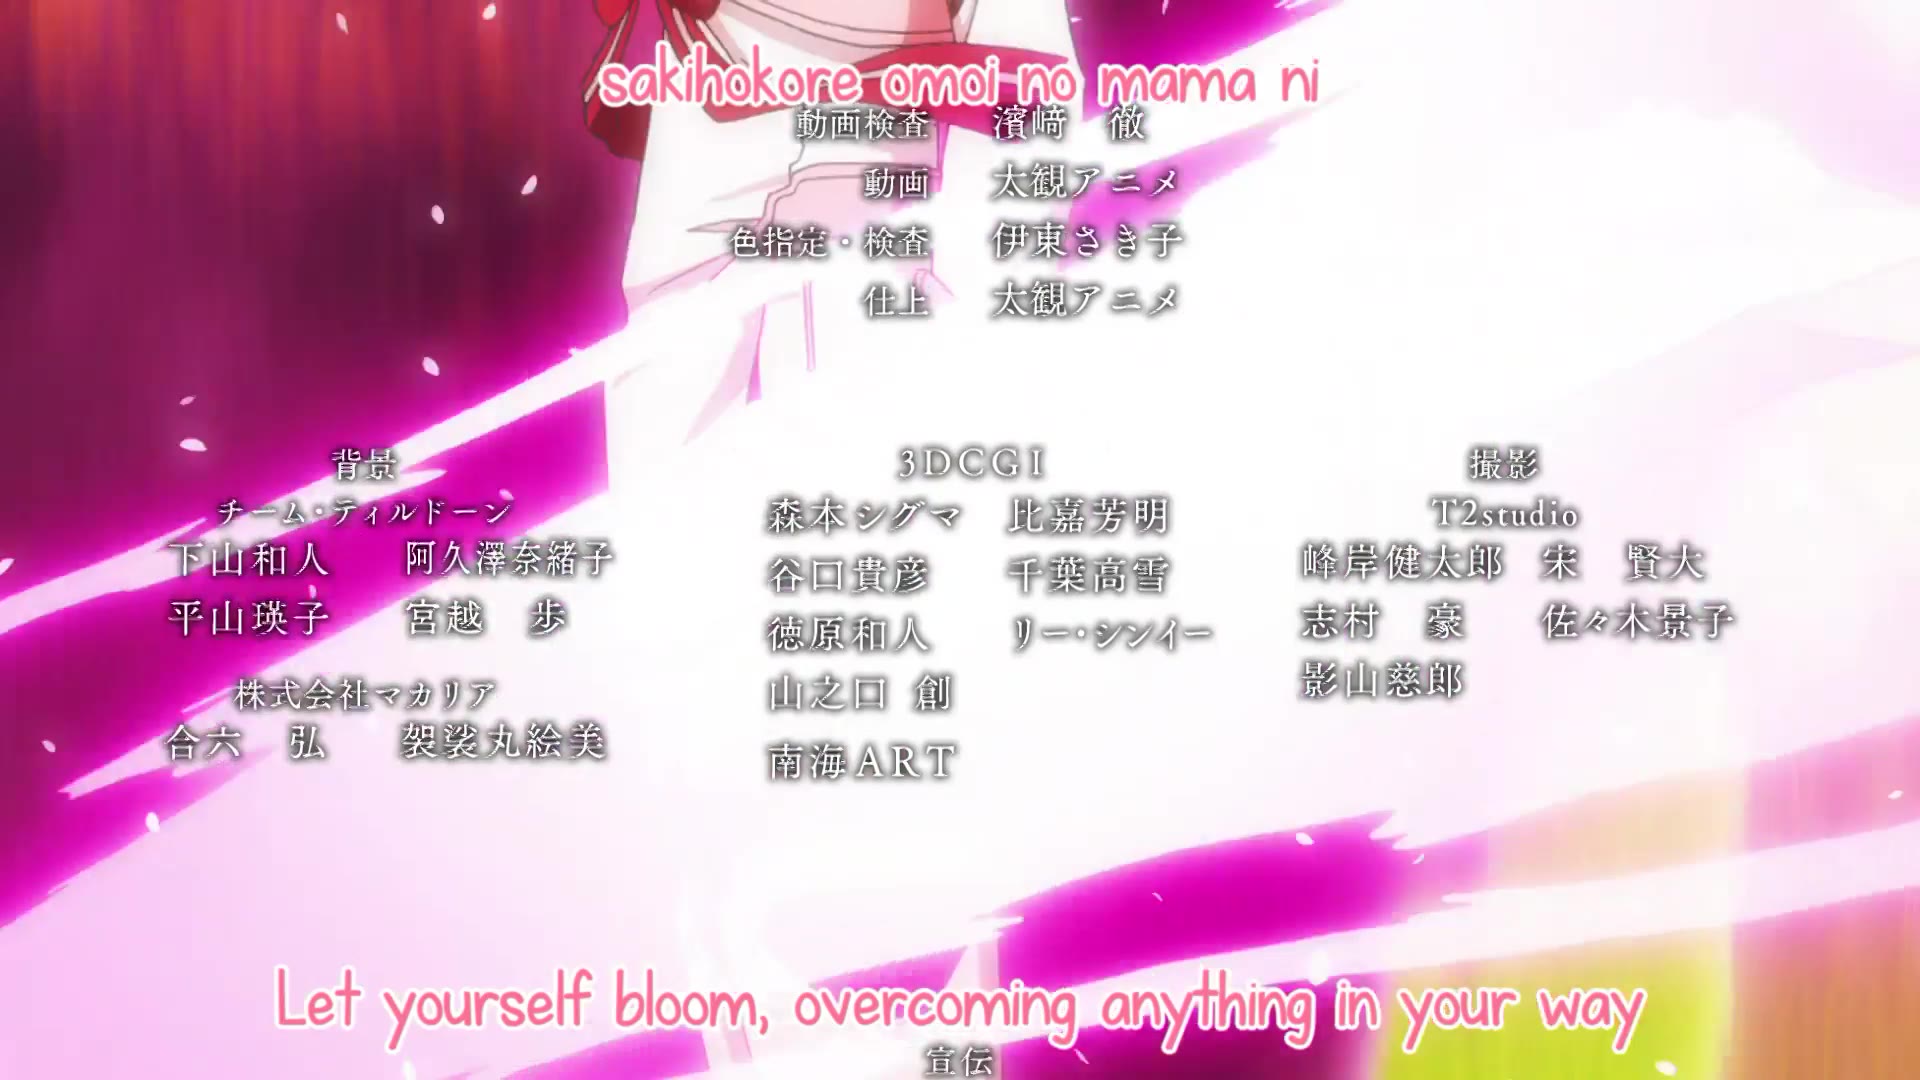 sakihokore omoi no mama ni
動画検査 濱﨑 徹
動画 太観アニメ
色指定・検査 伊東さき子
仕上 太観アニメ
背景
チーム・ティルドーン
下山和人 阿久澤奈緒子
平山瑛子 宮越 歩
株式会社マカリア
合六 弘 袈裟丸絵美
3DCGI
森本シグマ 比嘉芳明
谷口貴彦 千葉高雪
徳原和人 リー・シンイー
山之口 創
南海ART
撮影
T2studio
峰岸健太郎 宋 賢大
志村 豪 佐々木景子
影山慈郎
Let yourself bloom, overcoming anything in your way
宣伝